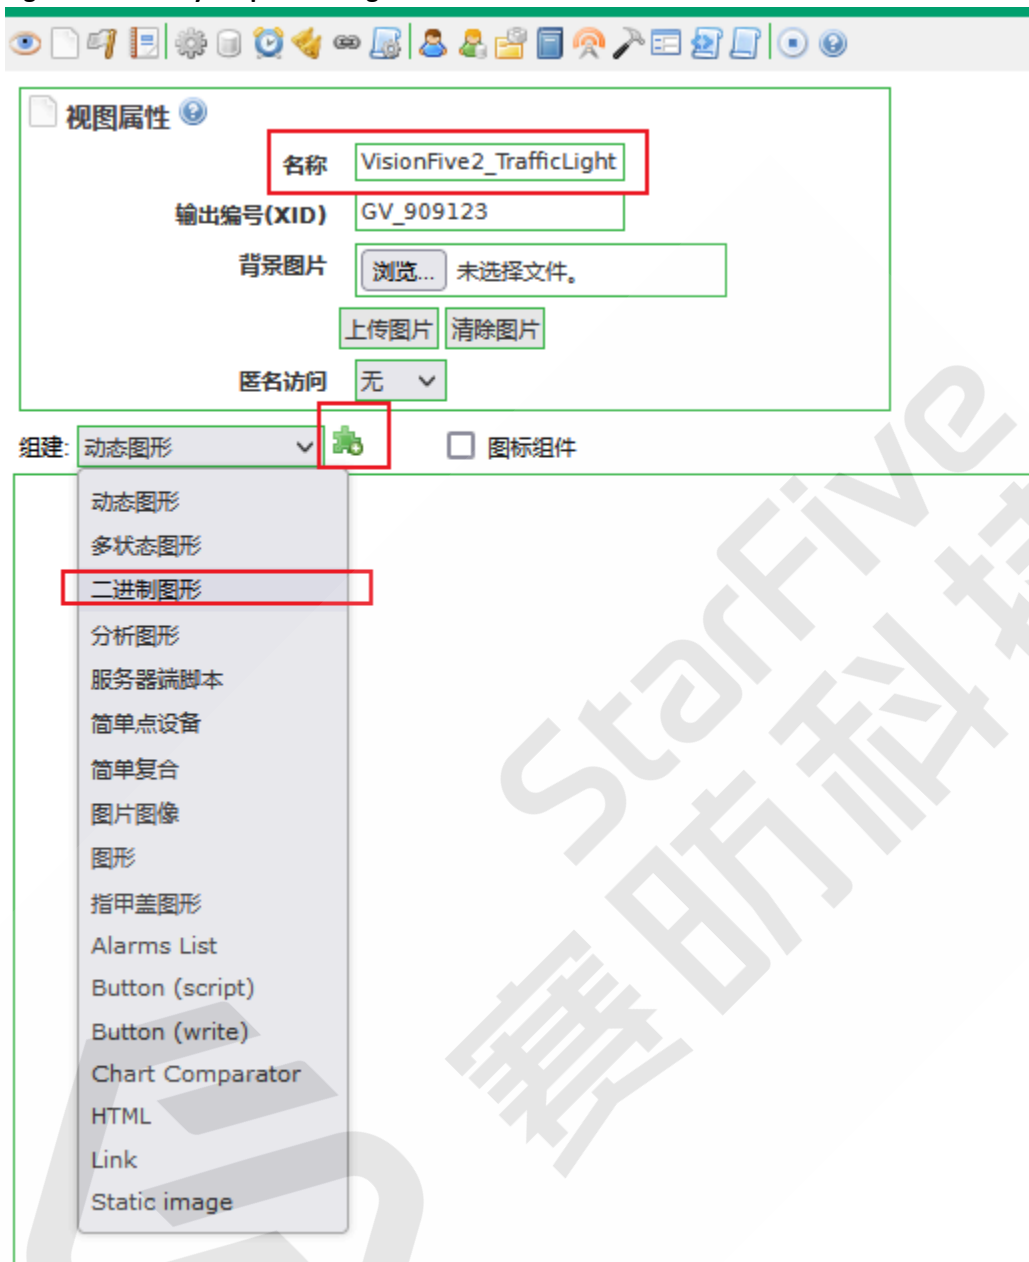 视图属性
名称 VisionFive2_TrafficLight
输出编号(XID) GV_909123
背景图片 浏览... 未选择文件。
上传图片 清除图片
匿名访问 无
组建: 动态图形 图标组件
动态图形
多状态图形
二进制图形
分析图形
服务器端脚本
简单点设备
简单复合
图片图像
图形
指甲盖图形
Alarms List
Button (script)
Button (write)
Chart Comparator
HTML
Link
Static image
StarFive
赛昉科技